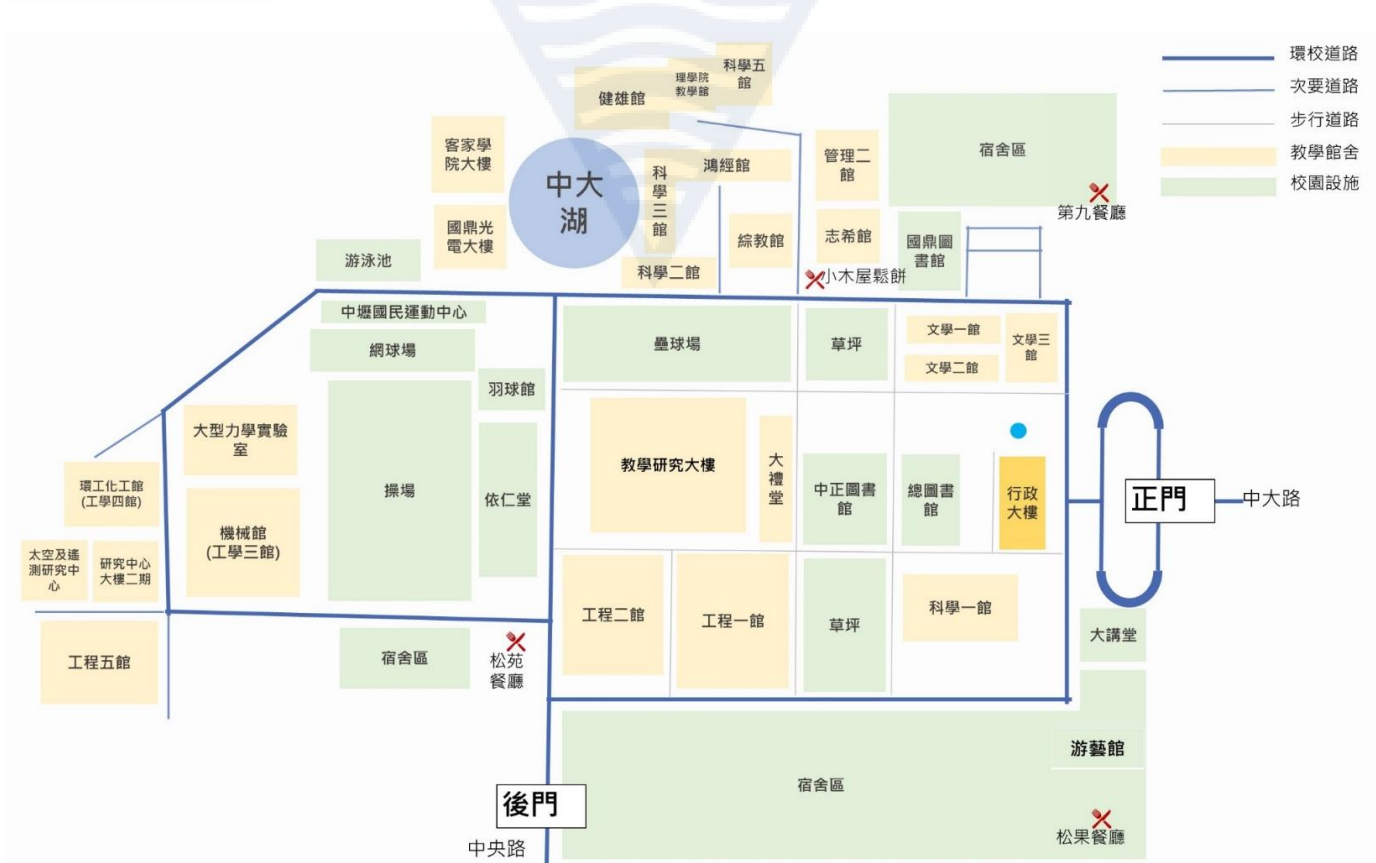 環校道路
次要道路
步行道路
教學館舍
校園設施
科學五
館
理學院
教學館
健雄館
客家學
院大樓
中大
湖
科
學
三
館
鴻經館
管理二
館
宿舍區
第九餐廳
國鼎光
電大樓
綜教館
志希館
國鼎圖
書館
游泳池
科學二館
小木屋鬆餅
中壢國民運動中心
網球場
壘球場
草坪
文學一館
文學二館
文學三
館
羽球館
大型力學實驗
室
環工化工館
(工學四館)
操場
依仁堂
教學研究大樓
大
禮
堂
中正圖書
館
總圖書
館
行政
大樓
正門
中大路
機械館
(工學三館)
太空及遙
測研究中
心
研究中心
大樓二期
工程五館
宿舍區
松苑
餐廳
工程二館
工程一館
草坪
科學一館
大講堂
游藝館
宿舍區
後門
松果餐廳
中央路